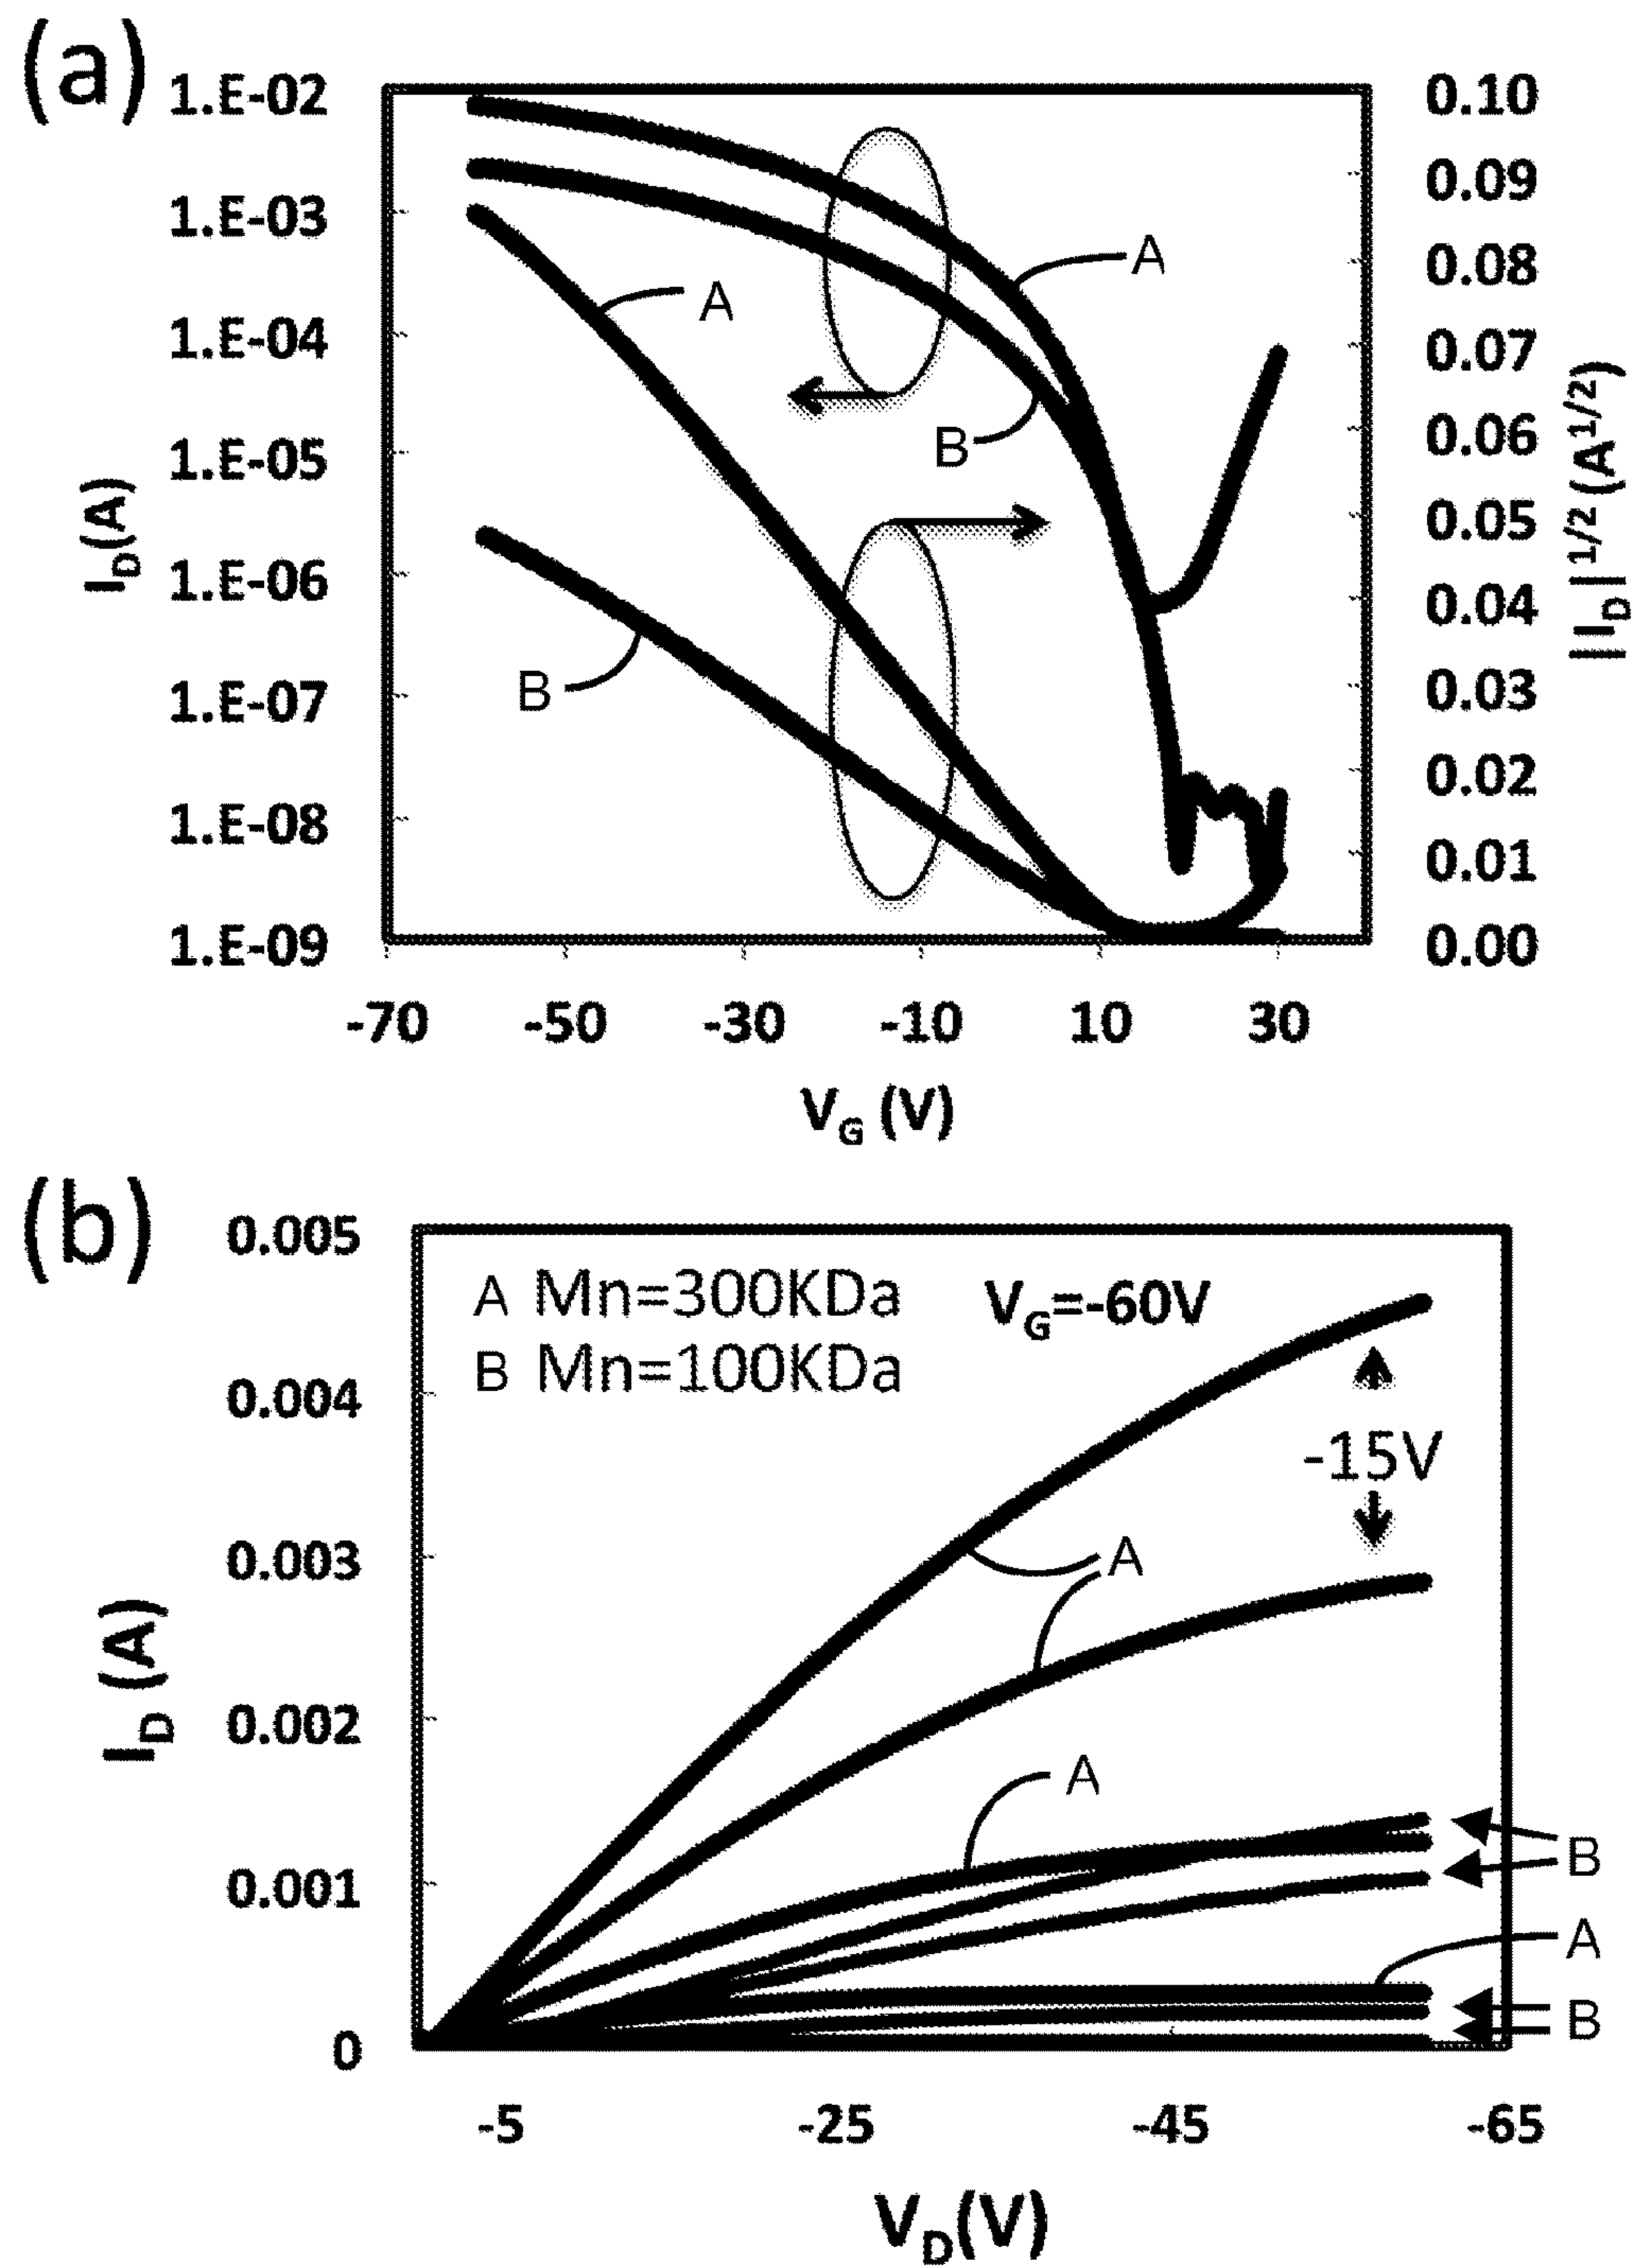 (a)
1.E-02
1.E-03
1.E-04
1.E-05
1.E-06
1.E-07
1.E-08
1.E-09
I_D(A)
A
A
B
B
0.10
0.09
0.08
0.07
0.06
0.05
0.04
0.03
0.02
0.01
0.00
|I_D|^1/2 (A^1/2)
-70 -50 -30 -10 10 30
V_G (V)
(b)
0.005
0.004
0.003
0.002
0.001
0
I_D (A)
A Mn=300KDa
B Mn=100KDa
V_G=-60V
-15V
A
A
B
A
B
-5 -25 -45 -65
V_D(V)